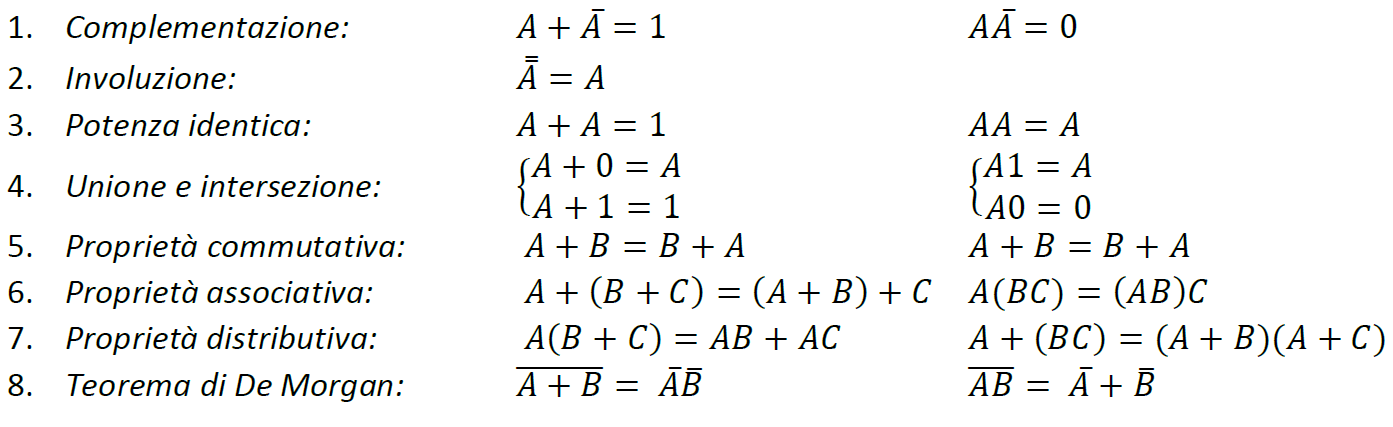 1. Complementazione: A + Ā = 1 AĀ = 0
2. Involuzione: A̿ = A
3. Potenza identica: A + A = 1 AA = A
4. Unione e intersezione: { A + 0 = A { A1 = A
A + 1 = 1 A0 = 0
5. Proprietà commutativa: A + B = B + A A + B = B + A
6. Proprietà associativa: A + (B + C) = (A + B) + C A(BC) = (AB)C
7. Proprietà distributiva: A(B + C) = AB + AC A + (BC) = (A + B)(A + C)
8. Teorema di De Morgan: A̅ ̅+̅ ̅B̅ = ĀB̅ A̅B̅ = Ā + B̅